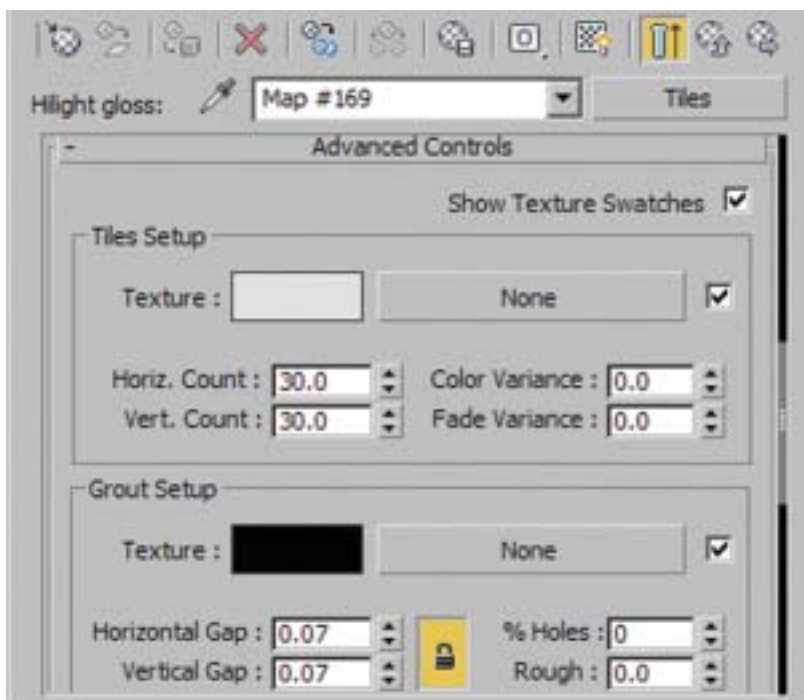 Hilight gloss: Map #169 Tiles
- Advanced Controls
Show Texture Swatches
Tiles Setup
Texture : None
Horiz. Count : 30.0 Color Variance : 0.0
Vert. Count : 30.0 Fade Variance : 0.0
Grout Setup
Texture : None
Horizontal Gap : 0.07 % Holes : 0
Vertical Gap : 0.07 Rough : 0.0